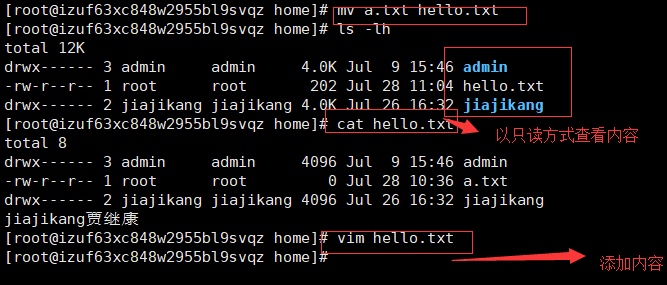 [root@izuf63xc848w2955bl9svqz home]# mv a.txt hello.txt
[root@izuf63xc848w2955bl9svqz home]# ls -lh
total 12K
drwx------ 3 admin     admin     4.0K Jul  9 15:46 admin
-rw-r--r-- 1 root      root       202 Jul 28 11:04 hello.txt
drwx------ 2 jiajikang jiajikang 4.0K Jul 26 16:32 jiajikang
[root@izuf63xc848w2955bl9svqz home]# cat hello.txt
以只读方式查看内容
total 8
drwx------ 3 admin     admin     4096 Jul  9 15:46 admin
-rw-r--r-- 1 root      root         0 Jul 28 10:36 a.txt
drwx------ 2 jiajikang jiajikang 4096 Jul 26 16:32 jiajikang
jiajikang贾继康
[root@izuf63xc848w2955bl9svqz home]# vim hello.txt
[root@izuf63xc848w2955bl9svqz home]#
添加内容